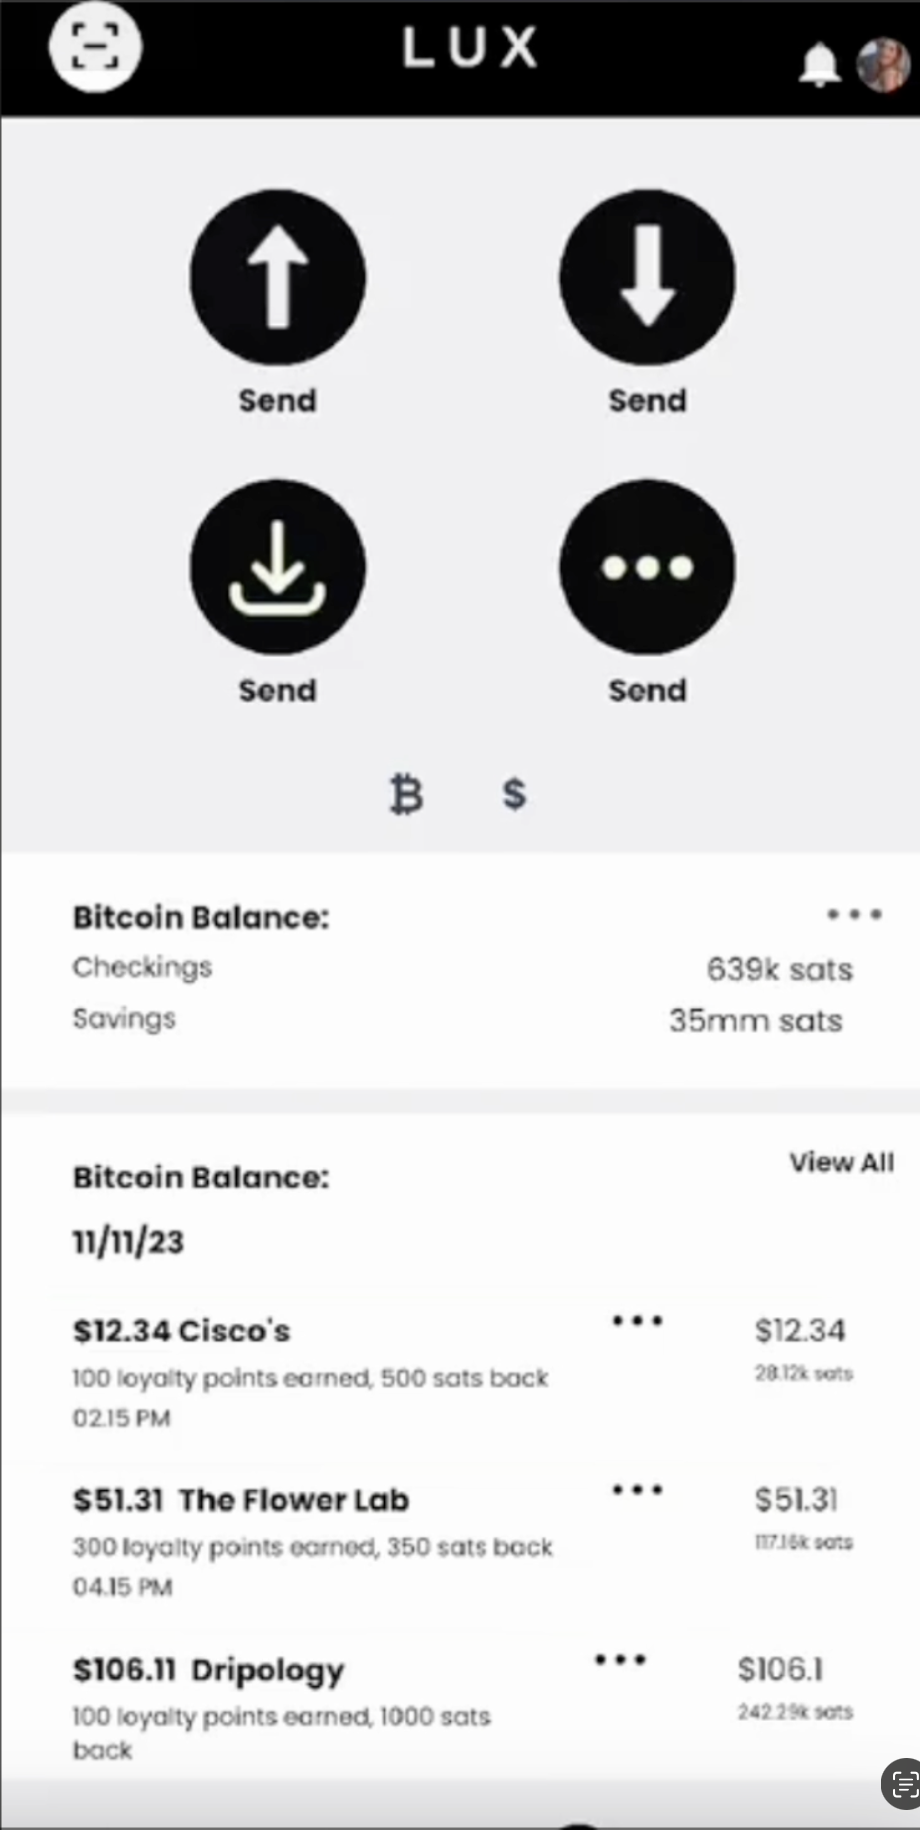 LUX
Send
Send
Send
Send
₿ $
Bitcoin Balance:
Checkings 639k sats
Savings 35mm sats
Bitcoin Balance: View All
11/11/23
$12.34 Cisco's $12.34
100 loyalty points earned, 500 sats back 28.12k sats
02.15 PM
$51.31 The Flower Lab $51.31
300 loyalty points earned, 350 sats back 117.16k sats
04.15 PM
$106.11 Dripology $106.1
100 loyalty points earned, 1000 sats 242.29k sats
back